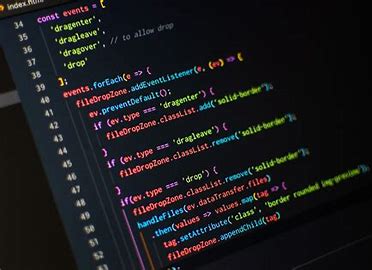 index.html
34 const events = [
35 'dragenter',
36 'dragleave',
37 'dragover', // to allow drop
38 'drop'
39 ];
40 events.forEach(e => {
41 fileDropZone.addEventListener(e, (ev) => {
42 ev.preventDefault();
43 if (ev.type === 'dragenter') {
44 fileDropZone.classList.add('solid-border');
45 }
46 if (ev.type === 'dragleave') {
47 fileDropZone.classList.remove('solid-border');
48 }
49 if(ev.type === 'drop') {
50 fileDropZone.classList.remove('solid-border');
51 handleFiles(ev.dataTransfer.files)
52 .then(values => values.map(tag => {
tag.setAttribute('class', 'border rounded img-preview');
fileDropZone.appendChild(tag)